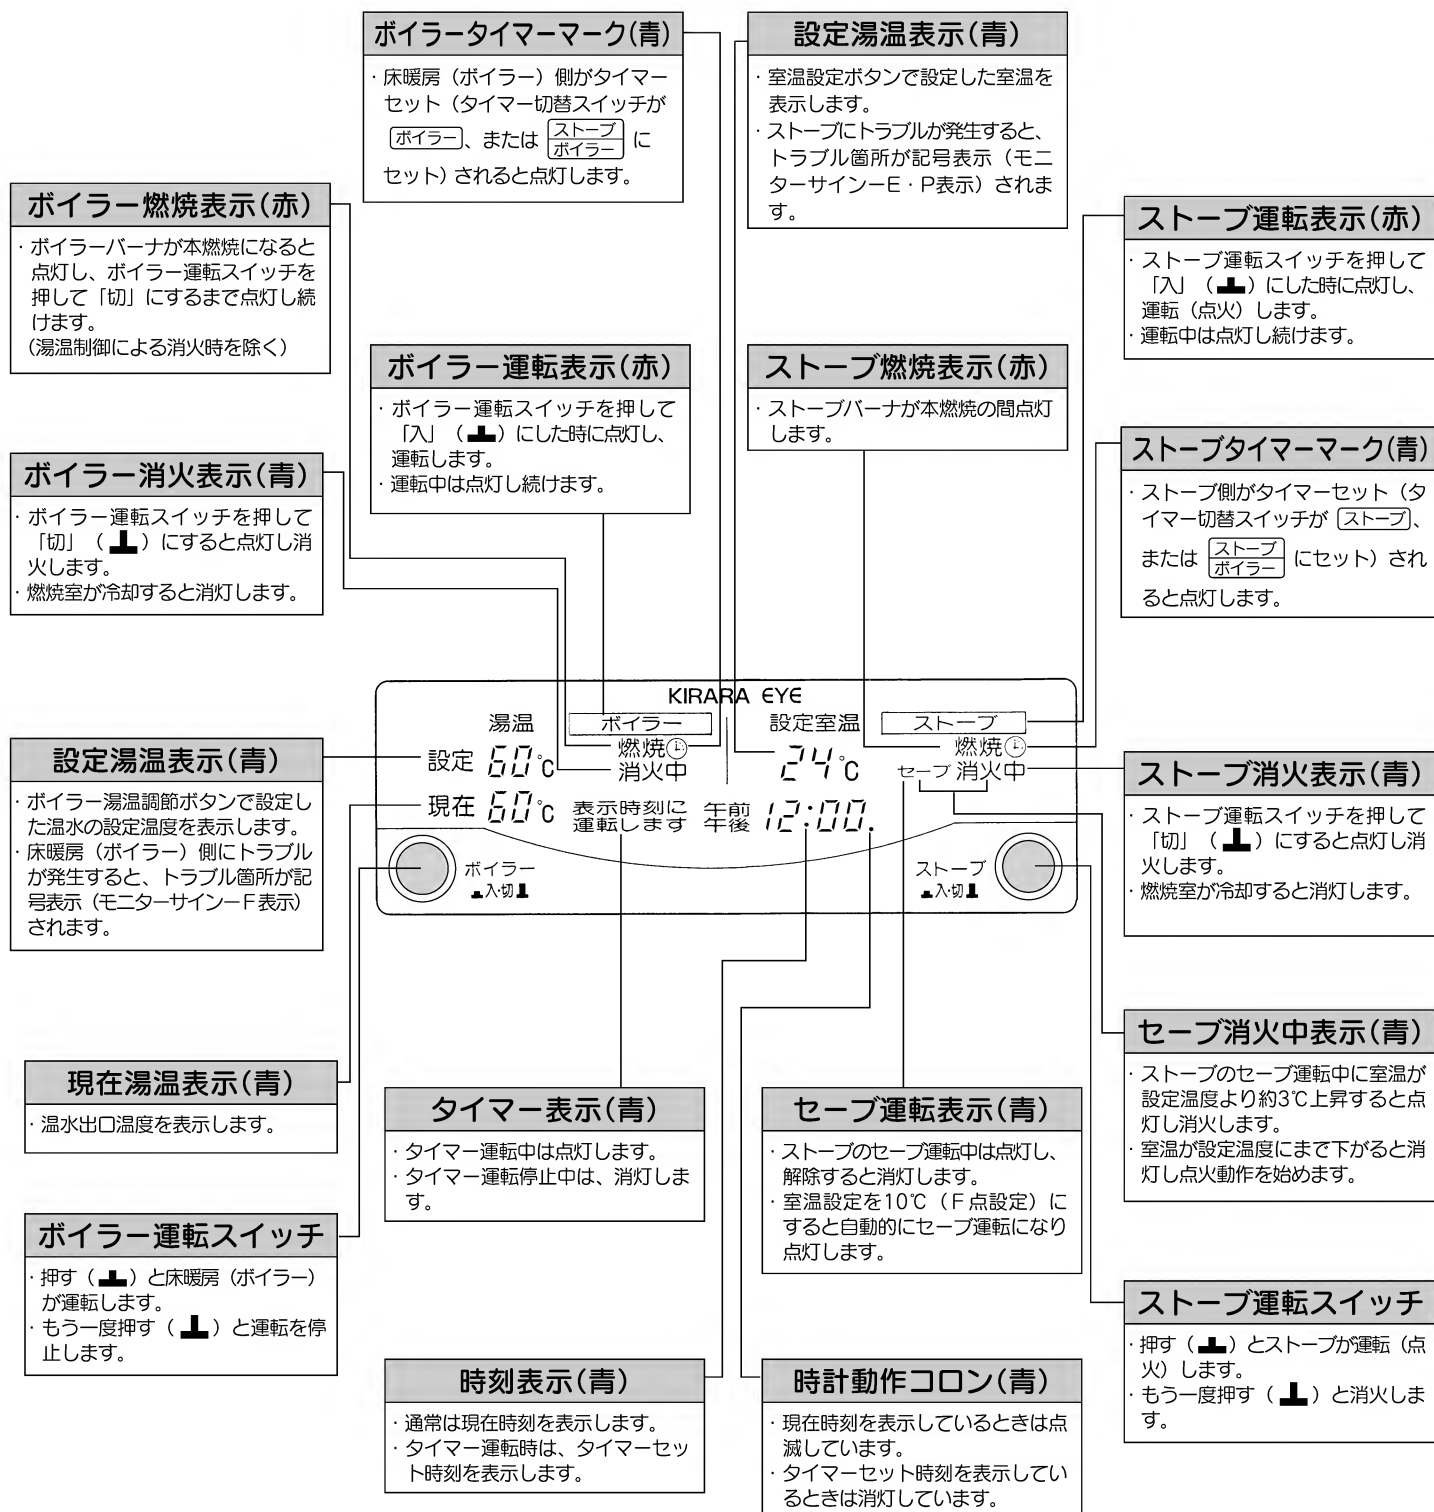 ボイラータイマーマーク(青)
・床暖房（ボイラー）側がタイマー
セット（タイマー切替スイッチが
ボイラー、または ストーブ ボイラー に
セット）されると点灯します。
設定湯温表示(青)
・室温設定ボタンで設定した室温を
表示します。
・ストーブにトラブルが発生すると、
トラブル箇所が記号表示（モニ
ターサインーE・P表示）されま
す。
ボイラー燃焼表示(赤)
・ボイラーバーナが本燃焼になると
点灯し、ボイラー運転スイッチを
押して「切」にするまで点灯し続
けます。
（湯温制御による消火時を除く）
ストーブ運転表示(赤)
・ストーブ運転スイッチを押して
「入」（）にした時に点灯し、
運転（点火）します。
・運転中は点灯し続けます。
ボイラー運転表示(赤)
・ボイラー運転スイッチを押して
「入」（）にした時に点灯し、
運転します。
・運転中は点灯し続けます。
ストーブ燃焼表示(赤)
・ストーブバーナが本燃焼の間点灯
します。
ボイラー消火表示(青)
・ボイラー運転スイッチを押して
「切」（）にすると点灯し消
火します。
・燃焼室が冷却すると消灯します。
ストーブタイマーマーク(青)
・ストーブ側がタイマーセット（タ
イマー切替スイッチが ストーブ、
または ストーブ ボイラー にセット）され
ると点灯します。
KIRARA EYE
湯温 ボイラー 設定室温 ストーブ
燃焼 燃焼
設定 60℃ 消火中 24℃ セーブ 消火中
現在 60℃ 表示時刻に 午前 12:00.
運転します 午後
ボイラー ストーブ
入・切 入・切
設定湯温表示(青)
・ボイラー湯温調節ボタンで設定し
た温水の設定温度を表示します。
・床暖房（ボイラー）側にトラブル
が発生すると、トラブル箇所が記
号表示（モニターサインーF表示）
されます。
ストーブ消火表示(青)
・ストーブ運転スイッチを押して
「切」（）にすると点灯し消
火します。
・燃焼室が冷却すると消灯します。
現在湯温表示(青)
・温水出口温度を表示します。
タイマー表示(青)
・タイマー運転中は点灯します。
・タイマー運転停止中は、消灯しま
す。
セーブ運転表示(青)
・ストーブのセーブ運転中は点灯し、
解除すると消灯します。
・室温設定を10℃（F点設定）に
すると自動的にセーブ運転になり
点灯します。
セーブ消火中表示(青)
・ストーブのセーブ運転中に室温が
設定温度より約3℃上昇すると点
灯し消火します。
・室温が設定温度にまで下がると消
灯し点火動作を始めます。
ボイラー運転スイッチ
・押す（）と床暖房（ボイラー）
が運転します。
・もう一度押す（）と運転を停
止します。
ストーブ運転スイッチ
・押す（）とストーブが運転（点
火）します。
・もう一度押す（）と消火しま
す。
時刻表示(青)
・通常は現在時刻を表示します。
・タイマー運転時は、タイマーセッ
ト時刻を表示します。
時計動作コロン(青)
・現在時刻を表示しているときは点
滅しています。
・タイマーセット時刻を表示してい
るときは消灯しています。